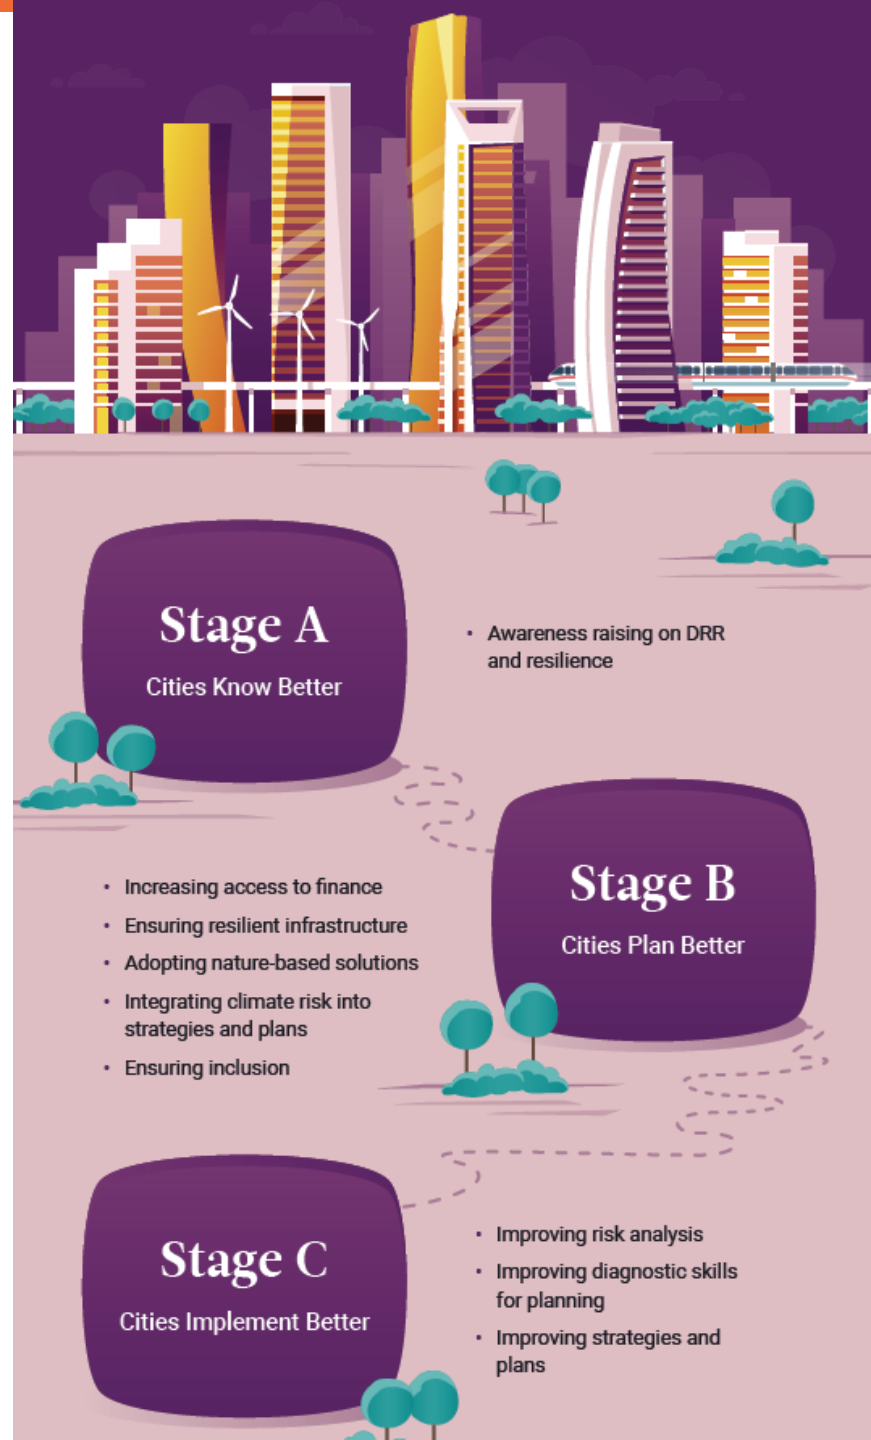 Stage A
Cities Know Better
• Awareness raising on DRR
and resilience
Stage B
Cities Plan Better
• Increasing access to finance
• Ensuring resilient infrastructure
• Adopting nature-based solutions
• Integrating climate risk into
strategies and plans
• Ensuring inclusion
Stage C
Cities Implement Better
• Improving risk analysis
• Improving diagnostic skills
for planning
• Improving strategies and
plans